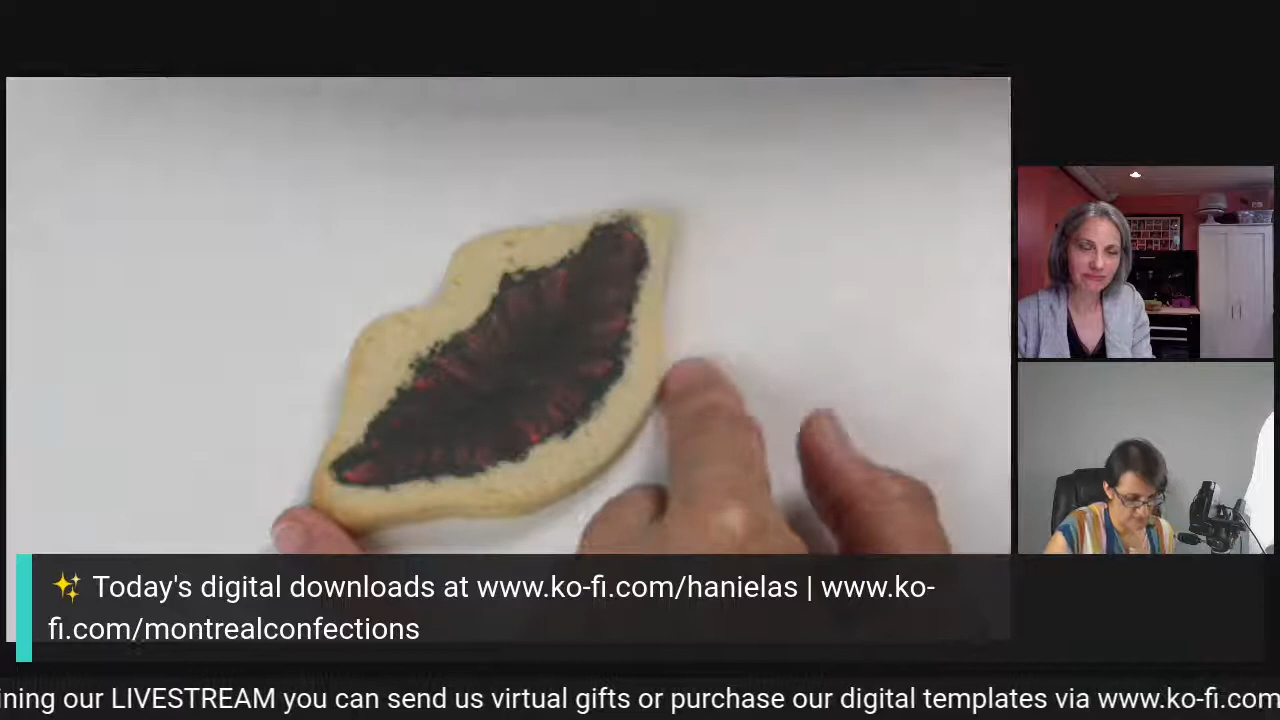 ✨ Today's digital downloads at www.ko-fi.com/hanielas | www.ko-
fi.com/montrealconfections
ining our LIVESTREAM you can send us virtual gifts or purchase our digital templates via www.ko-fi.com